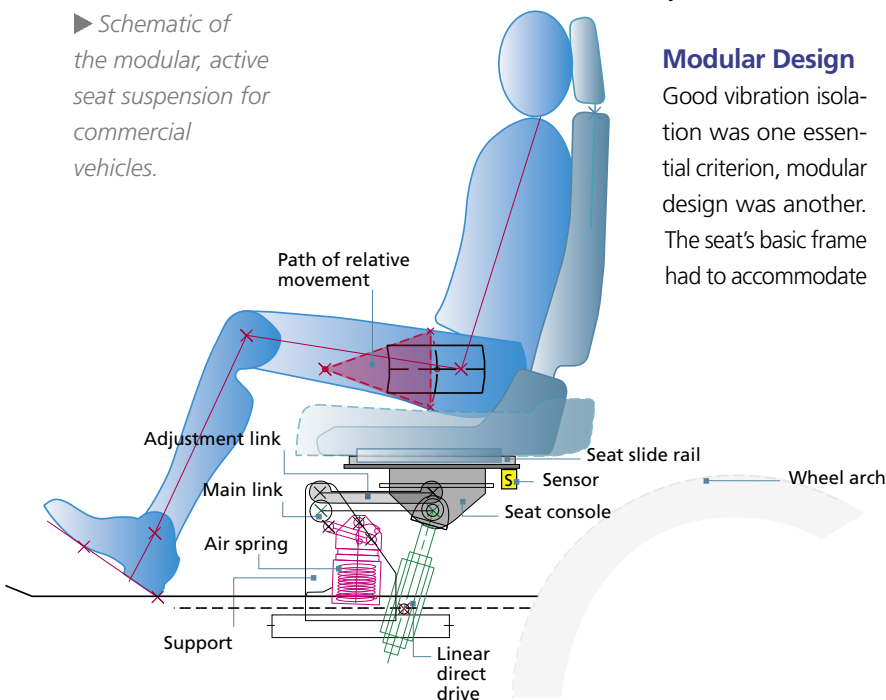 ▶ Schematic of
the modular, active
seat suspension for
commercial
vehicles.
Modular Design
Good vibration isola-
tion was one essen-
tial criterion, modular
design was another.
The seat's basic frame
had to accommodate
Path of relative
movement
Adjustment link
Main link
Air spring
Support
Seat slide rail
S
Sensor
Seat console
Wheel arch
Linear
direct
drive